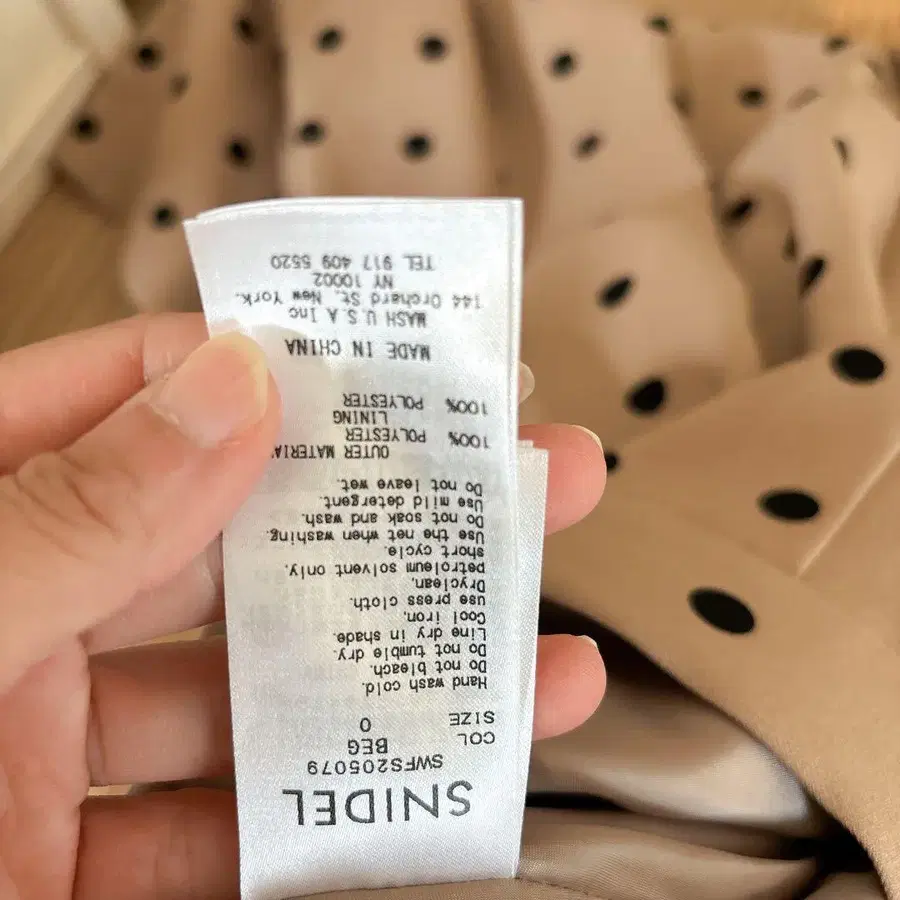 SNIDEL
SWFS205079
COL BEG
SIZE 0
Hand wash cold.
Do not bleach.
Do not tumble dry.
Line dry in shade.
Cool iron,
use press cloth.
Dryclean,
petroleum solvent only.
short cycle.
Use the net when washing.
Do not soak and wash.
Use mild detergent.
Do not leave wet.
OUTER MATERIAL
100% POLYESTER
LINING
100% POLYESTER
MADE IN CHINA
MASH U.S.A Inc
144 Orchard St. New York.
NY 10002
TEL 917 409 5520